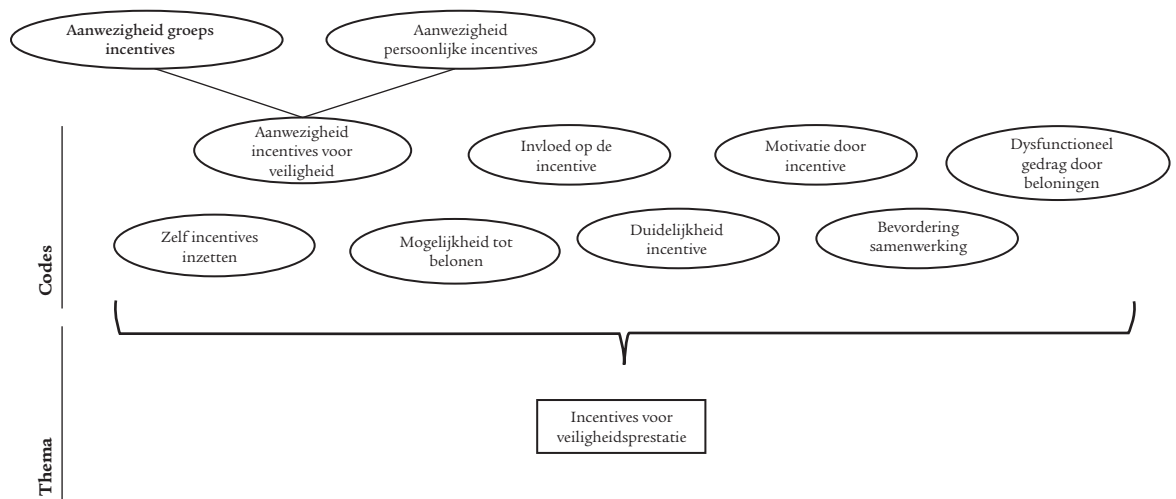 Aanwezigheid groeps
incentives
Aanwezigheid
persoonlijke incentives
Codes
Aanwezigheid
incentives voor
veiligheid
Invloed op de
incentive
Motivatie door
incentive
Dysfunctioneel
gedrag door
beloningen
Zelf incentives
inzetten
Mogelijkheid tot
belonen
Duidelijkheid
incentive
Bevordering
samenwerking
Thema
Incentives voor
veiligheidsprestatie